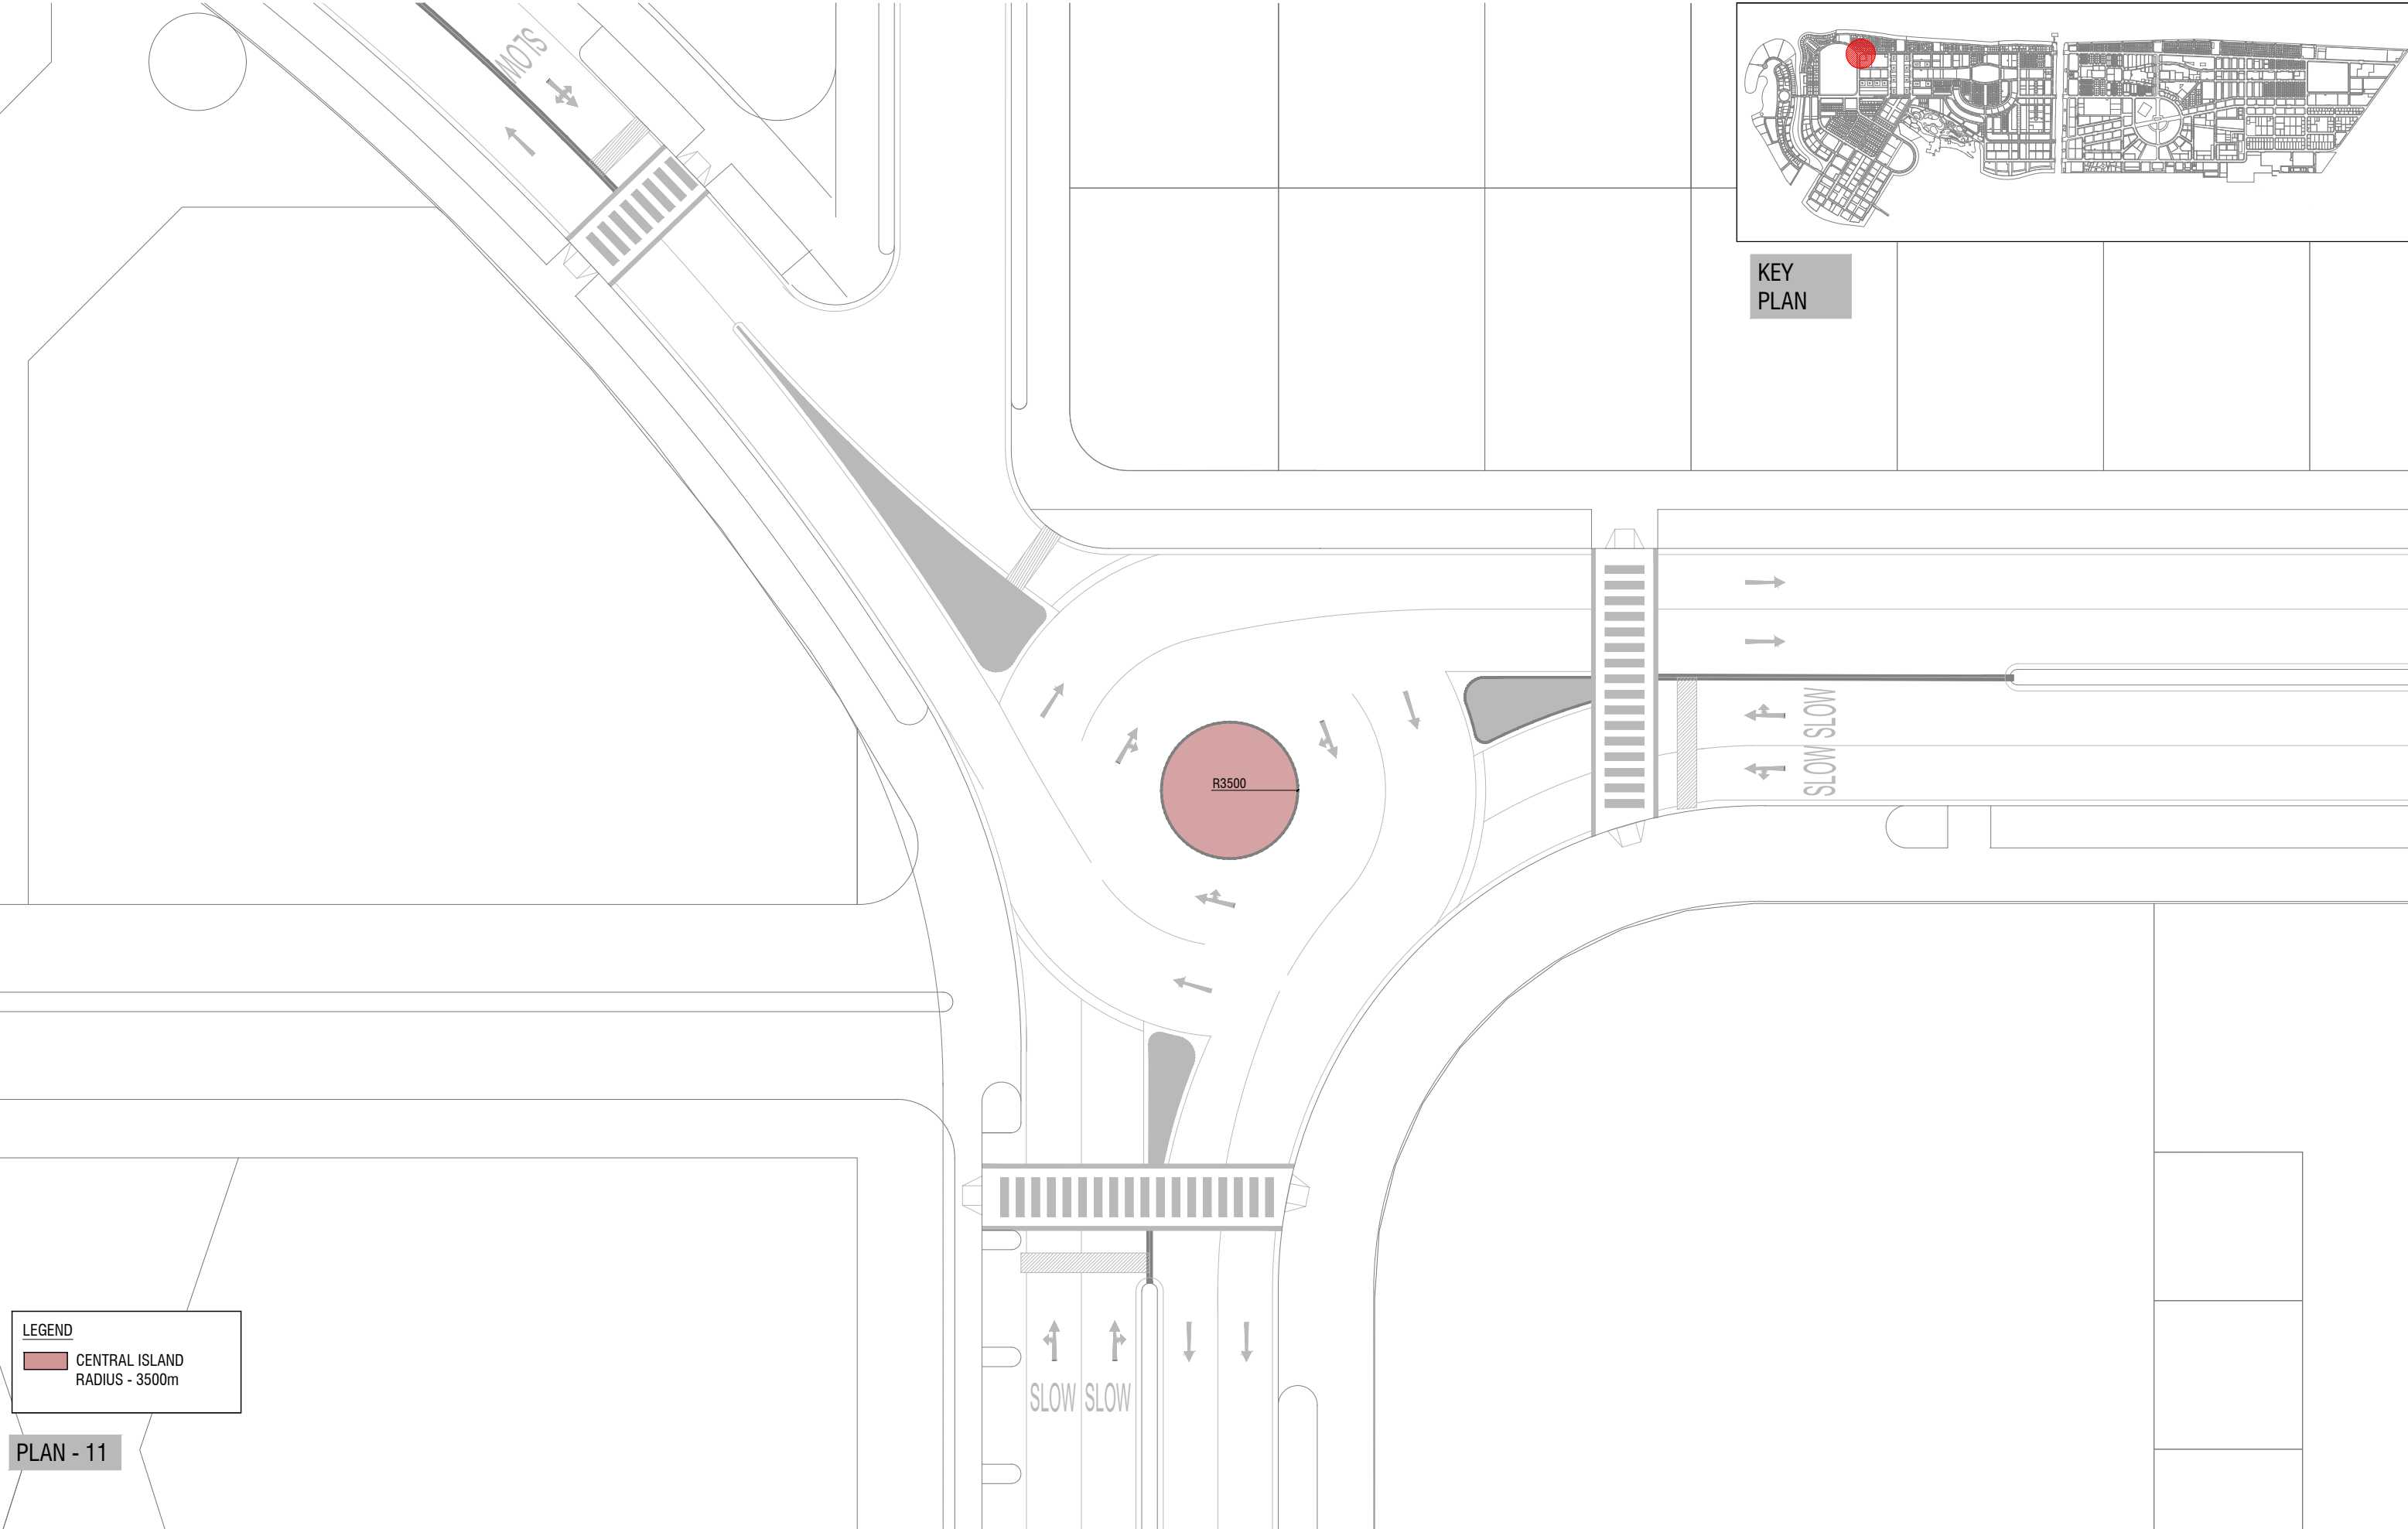 SLOW
KEY
PLAN
R3500
SLOW
SLOW
LEGEND
CENTRAL ISLAND
RADIUS - 3500m
SLOW SLOW
PLAN - 11